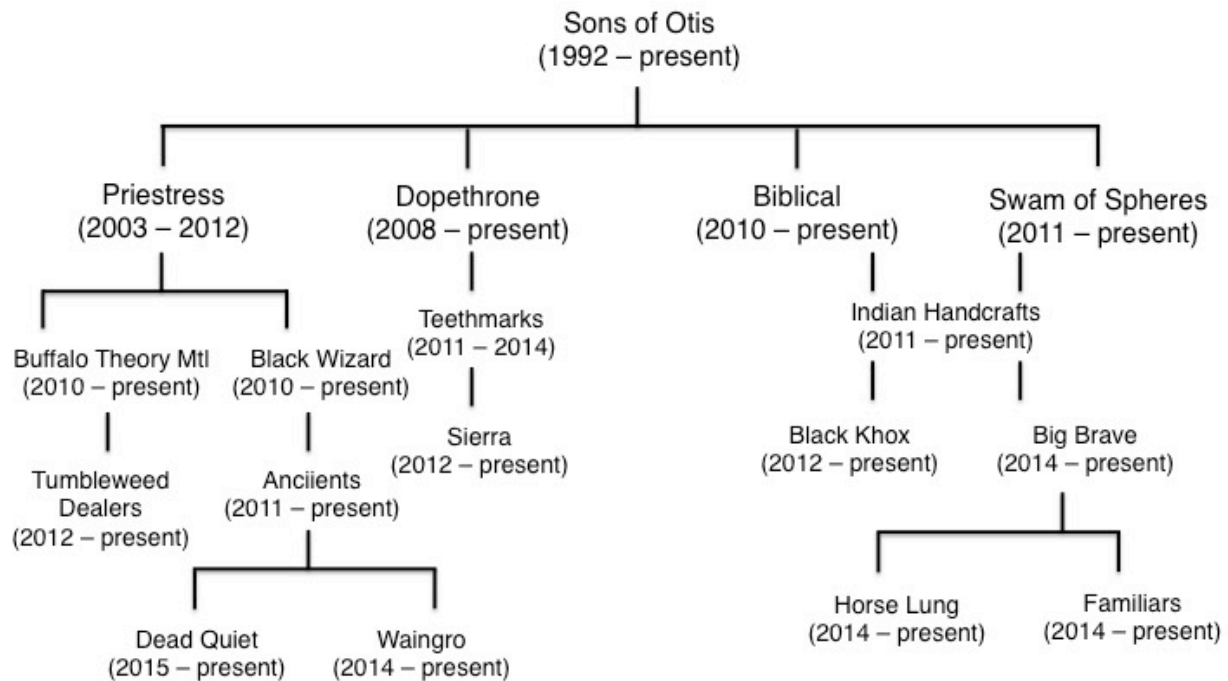 Sons of Otis
(1992 – present)
Priestress
(2003 – 2012)
Dopethrone
(2008 – present)
Biblical
(2010 – present)
Swam of Spheres
(2011 – present)
Buffalo Theory Mtl
(2010 – present)
Black Wizard
(2010 – present)
Teethmarks
(2011 – 2014)
Indian Handcrafts
(2011 – present)
Tumbleweed
Dealers
(2012 – present)
Anciients
(2011 – present)
Sierra
(2012 – present)
Black Khox
(2012 – present)
Big Brave
(2014 – present)
Dead Quiet
(2015 – present)
Waingro
(2014 – present)
Horse Lung
(2014 – present)
Familiars
(2014 – present)